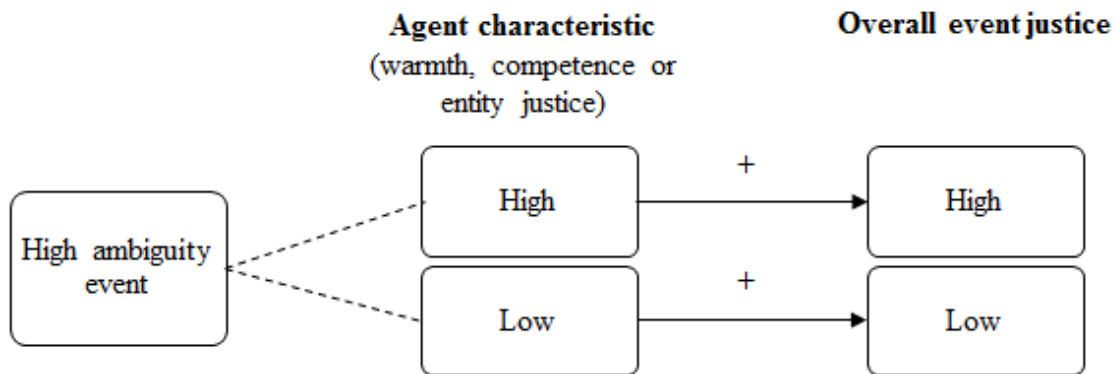 Agent characteristic
(warmth, competence or
entity justice)
Overall event justice
High ambiguity
event
High
+
High
Low
+
Low